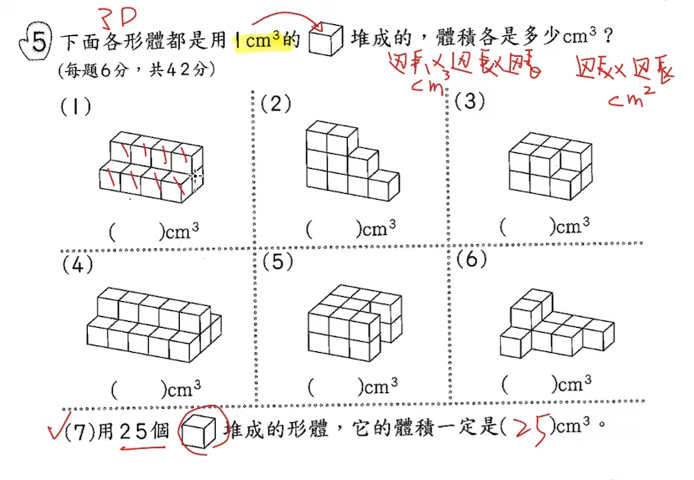 3D
5 下面各形體都是用1cm³的 堆成的，體積各是多少cm³？
(每題6分，共42分)
邊長×邊長×邊長
cm³
邊長×邊長
cm²
(1) (2) (3)
( )cm³ ( )cm³ ( )cm³
(4) (5) (6)
( )cm³ ( )cm³ ( )cm³
(7)用25個 堆成的形體，它的體積一定是(25)cm³。